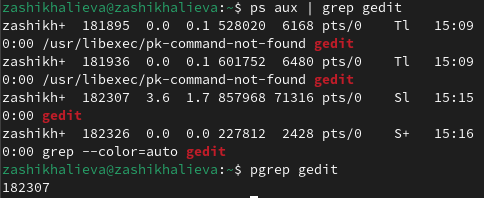 zashikhalieva@zashikhalieva:~$ ps aux | grep gedit
zashikh+  181895  0.0  0.1 528020  6168 pts/0    Tl   15:09
0:00 /usr/libexec/pk-command-not-found gedit
zashikh+  181936  0.0  0.1 601752  6480 pts/0    Tl   15:09
0:00 /usr/libexec/pk-command-not-found gedit
zashikh+  182307  3.6  1.7 857968 71316 pts/0    Sl   15:15
0:00 gedit
zashikh+  182326  0.0  0.0 227812  2428 pts/0    S+   15:16
0:00 grep --color=auto gedit
zashikhalieva@zashikhalieva:~$ pgrep gedit
182307